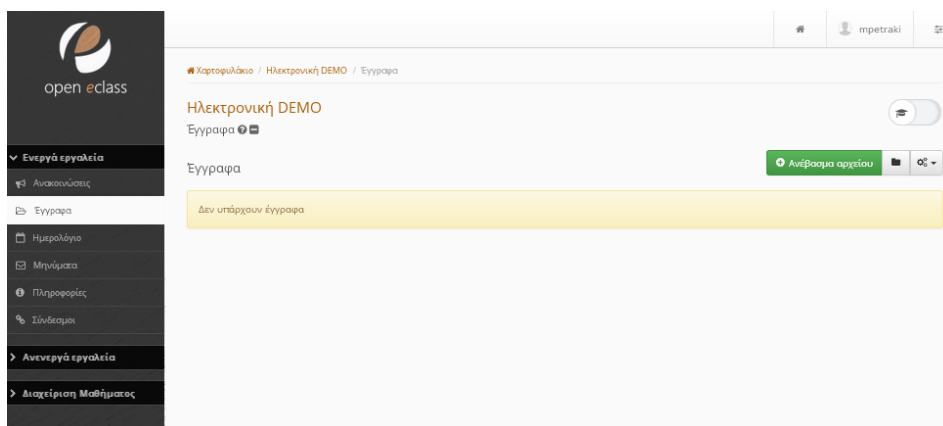 open eclass
mpetraki
Χαρτοφυλάκιο / Ηλεκτρονική DEMO / Έγγραφα
Ηλεκτρονική DEMO
Έγγραφα
Ενεργά εργαλεία
Ανακοινώσεις
Έγγραφα
Ημερολόγιο
Μηνύματα
Πληροφορίες
Σύνδεσμοι
Ανενεργά εργαλεία
Διαχείριση Μαθήματος
Έγγραφα
Ανέβασμα αρχείου
Δεν υπάρχουν έγγραφα